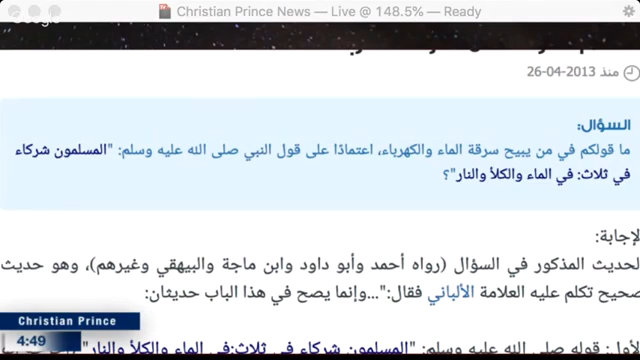 Christian Prince News — Live @ 148.5% — Ready
منذ 2013-04-26
السؤال:
ما قولكم في من يبيح سرقة الماء والكهرباء، اعتمادًا على قول النبي صلى الله عليه وسلم: "المسلمون شركاء
في ثلاث: في الماء والكلأ والنار"؟
لإجابة:
لحديث المذكور في السؤال (رواه أحمد وأبو داود وابن ماجة والبيهقي وغيرهم)، وهو حديث
صحيح تكلم عليه العلامة الألباني فقال:"...وإنما يصح في هذا الباب حديثان:
Christian Prince
4:49
لأول: قوله صلى الله عليه وسلم: "المسلمون شركاء في ثلاث:في الماء والكلأ والنار"